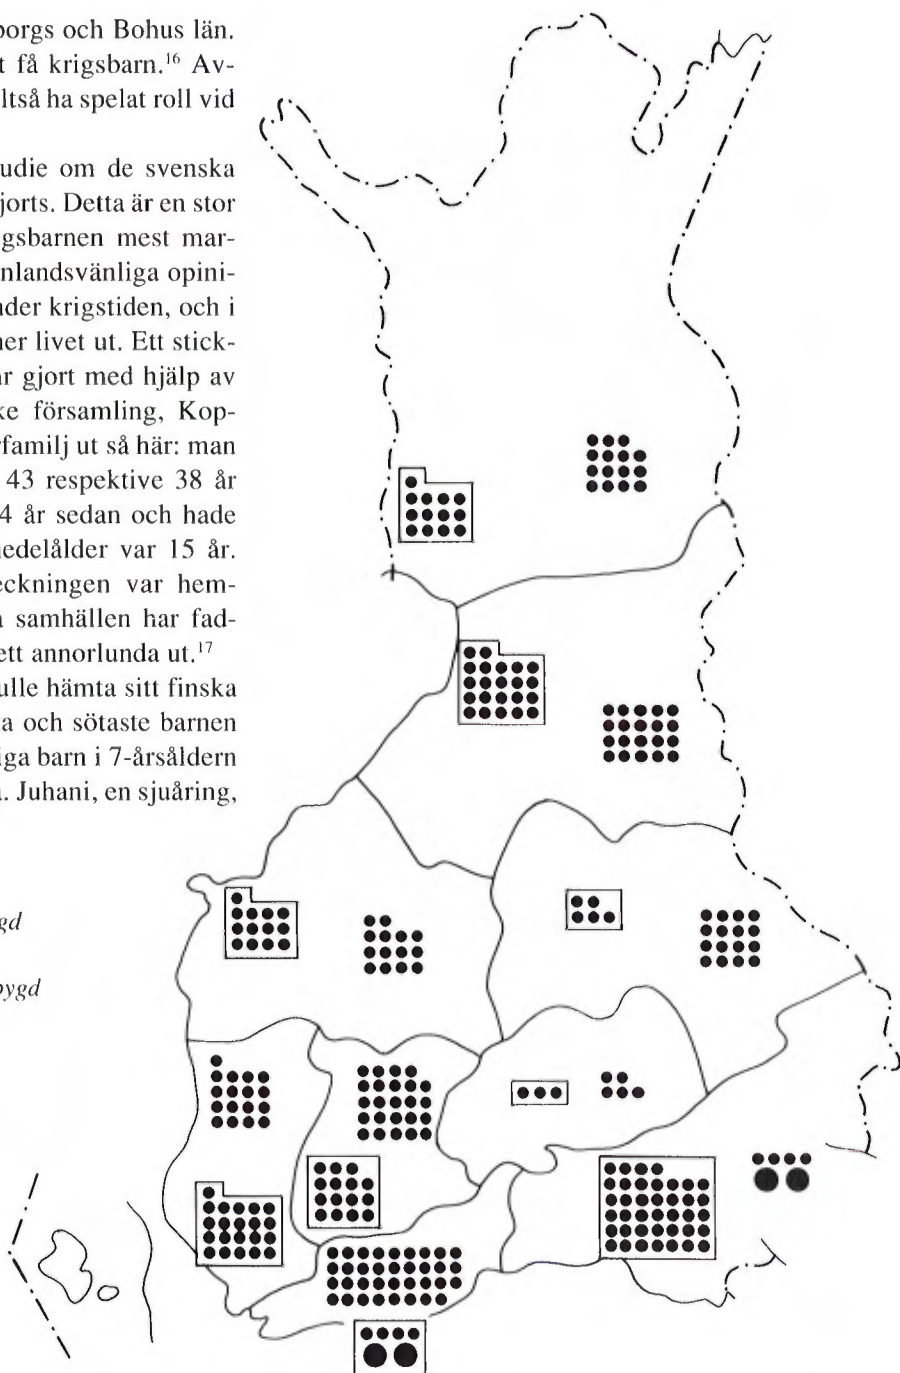 borgs och Bohus län.
t få krigsbarn.16 Av-
ltså ha spelat roll vid
udie om de svenska
jorts. Detta är en stor
gsbarnen mest mar-
nlandsvänliga opini-
nder krigstiden, och i
ner livet ut. Ett stick-
ar gjort med hjälp av
ke församling, Kop-
rfamilj ut så här: man
43 respektive 38 år
4 år sedan och hade
nedelålder var 15 år.
eckningen var hem-
a samhällen har fad-
ett annorlunda ut.17
ulle hämta sitt finska
a och sötaste barnen
iga barn i 7-årsåldern
a. Juhani, en sjuåring,
gd
bygd